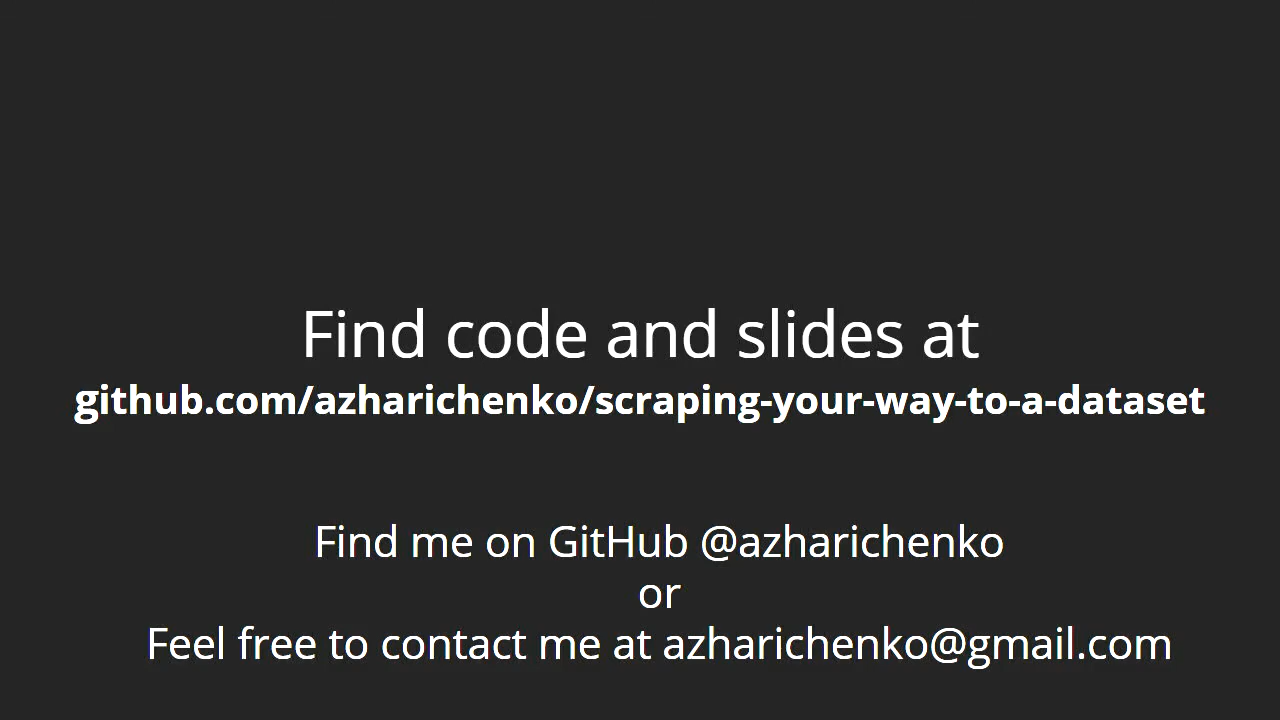 Find code and slides at
github.com/azharichenko/scraping-your-way-to-a-dataset
Find me on GitHub @azharichenko
or
Feel free to contact me at azharichenko@gmail.com